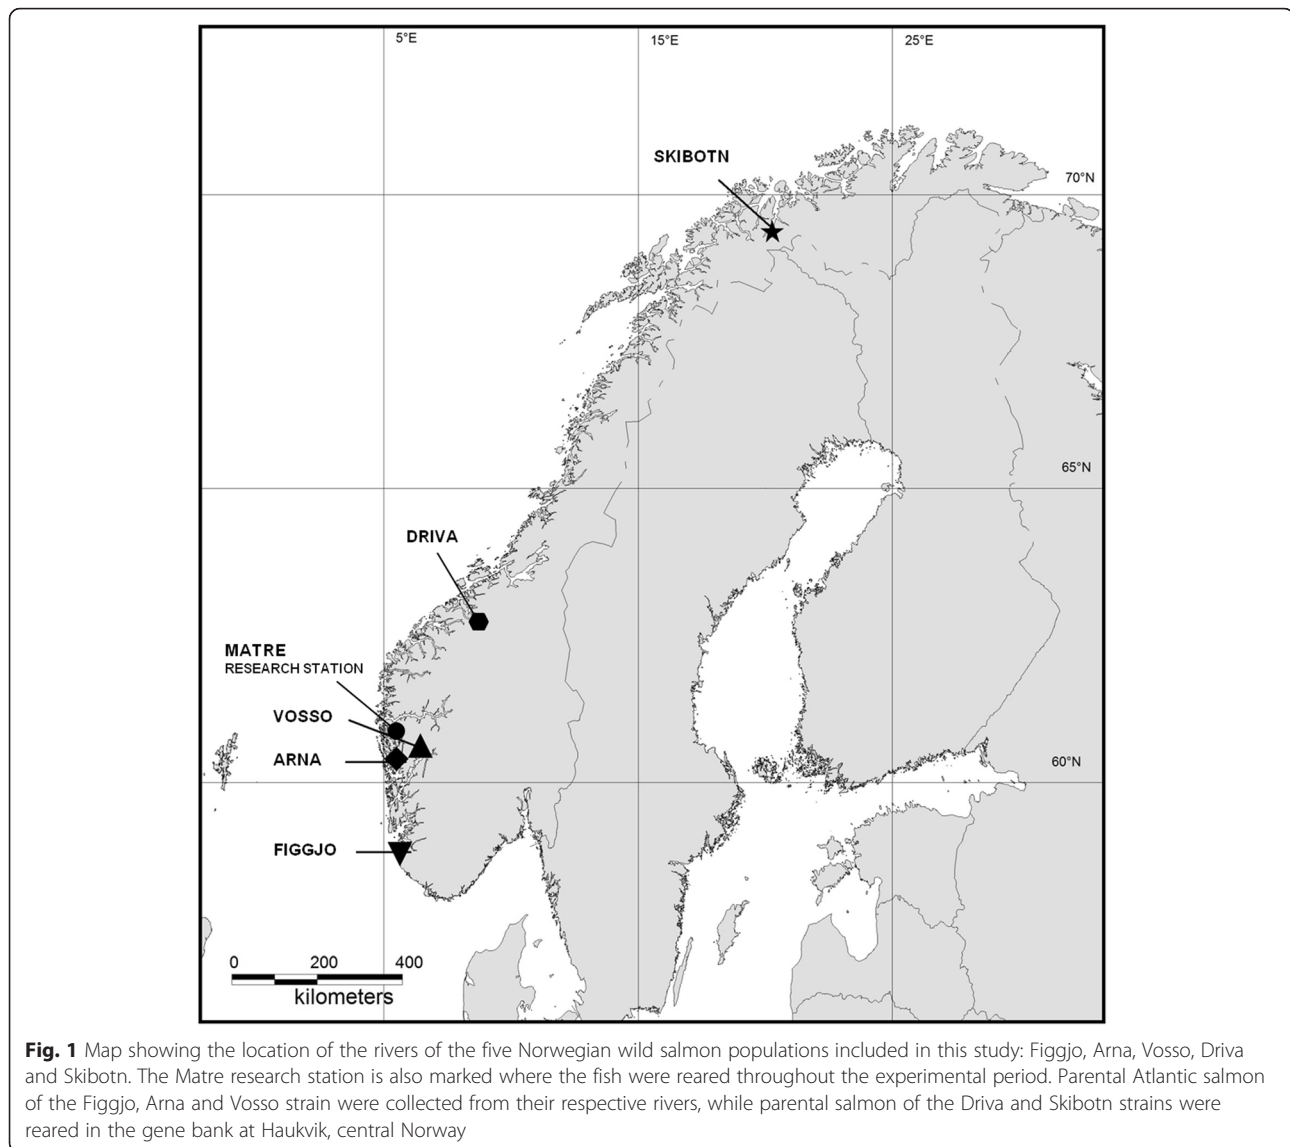 5°E 15°E 25°E
SKIBOTN
70°N
65°N
DRIVA
MATRE
RESEARCH STATION
VOSSO
ARNA
60°N
FIGGJO
0 200 400
kilometers
Fig. 1 Map showing the location of the rivers of the five Norwegian wild salmon populations included in this study: Figgjo, Arna, Vosso, Driva
and Skibotn. The Matre research station is also marked where the fish were reared throughout the experimental period. Parental Atlantic salmon
of the Figgjo, Arna and Vosso strain were collected from their respective rivers, while parental salmon of the Driva and Skibotn strains were
reared in the gene bank at Haukvik, central Norway